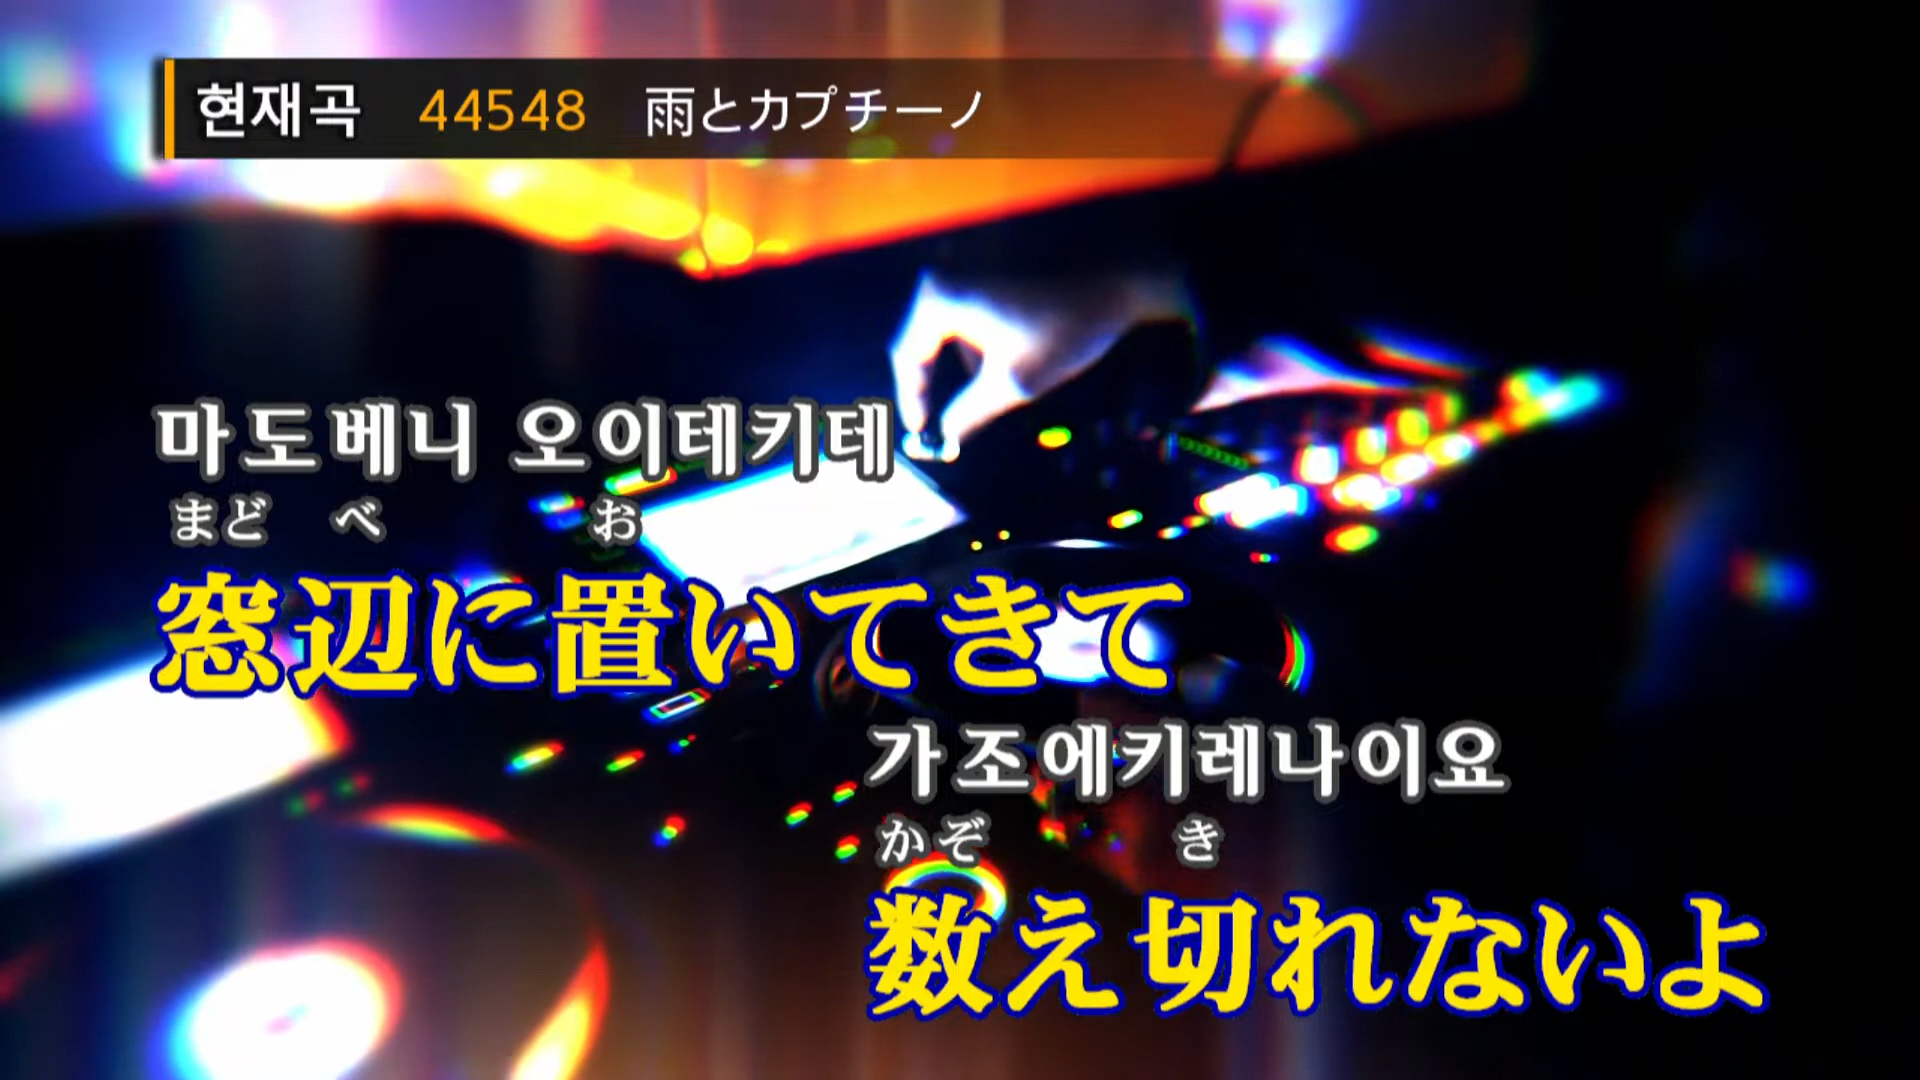 현재곡 44548 雨とカプチーノ
마도베니 오이테키테
まど べ お
窓辺に置いてきて
가조에키레나이요
かぞ き
数え切れないよ